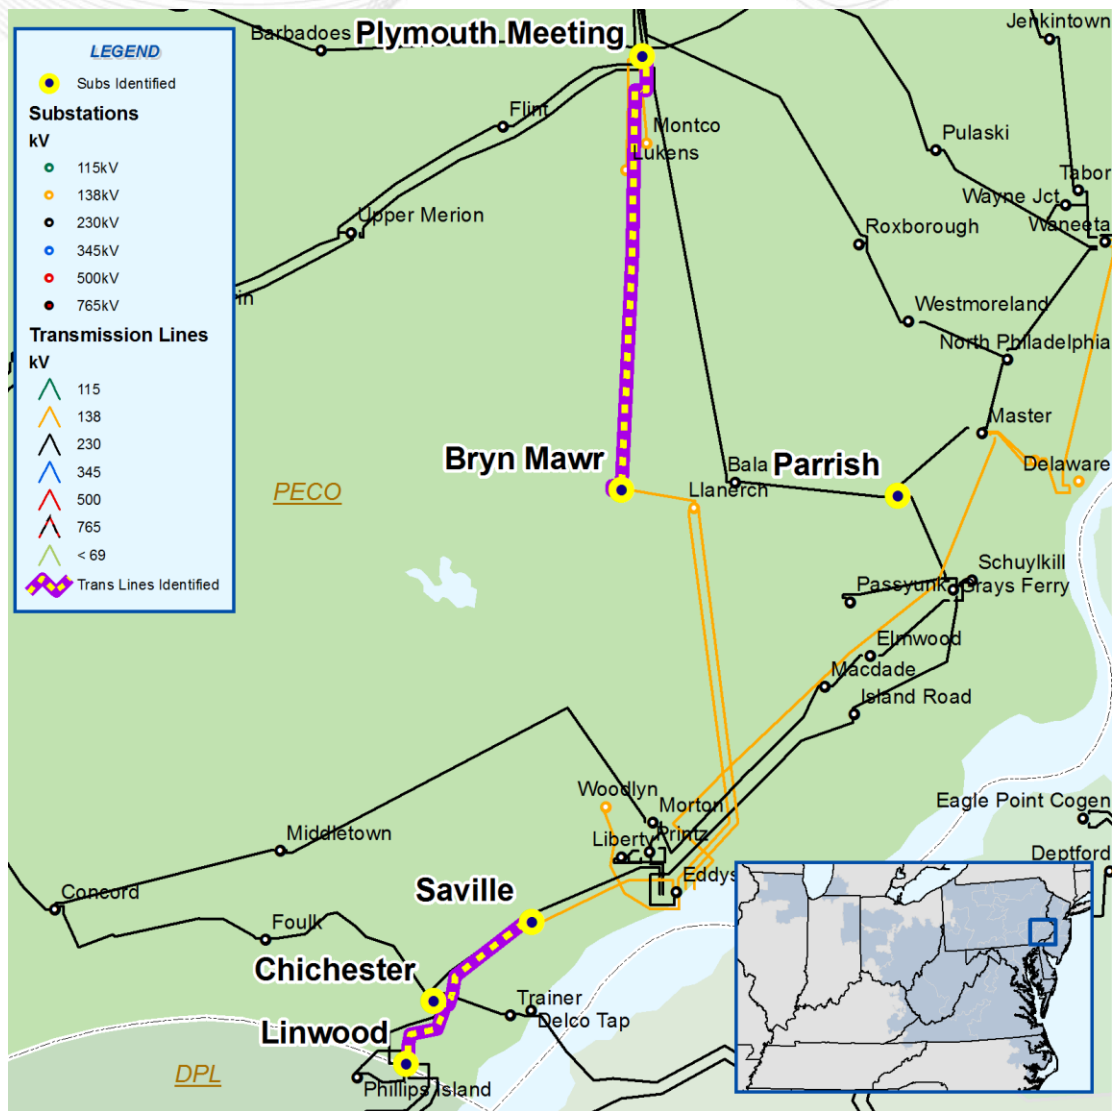 Barbadoes
Plymouth Meeting
Jenkintown
LEGEND
Subs Identified
Substations
kV
115kV
138kV
230kV
345kV
500kV
765kV
Transmission Lines
kV
115
138
230
345
500
765
< 69
Trans Lines Identified
Flint
Montco
Lukens
Pulaski
Tabor
Wayne Jct
Waneeta
Upper Merion
Roxborough
in
Westmoreland
North Philadelphia
Master
Bryn Mawr
Bala
Parrish
Delaware
Llanerch
PECO
Schuylkill
Passyunk
Grays Ferry
Elmwood
Macdade
Island Road
Woodlyn
Morton
Eagle Point Cogen
Middletown
Liberty
Printz
Deptford
Concord
Saville
Eddys
Foulk
Chichester
Trainer
Delco Tap
Linwood
DPL
Phillips Island